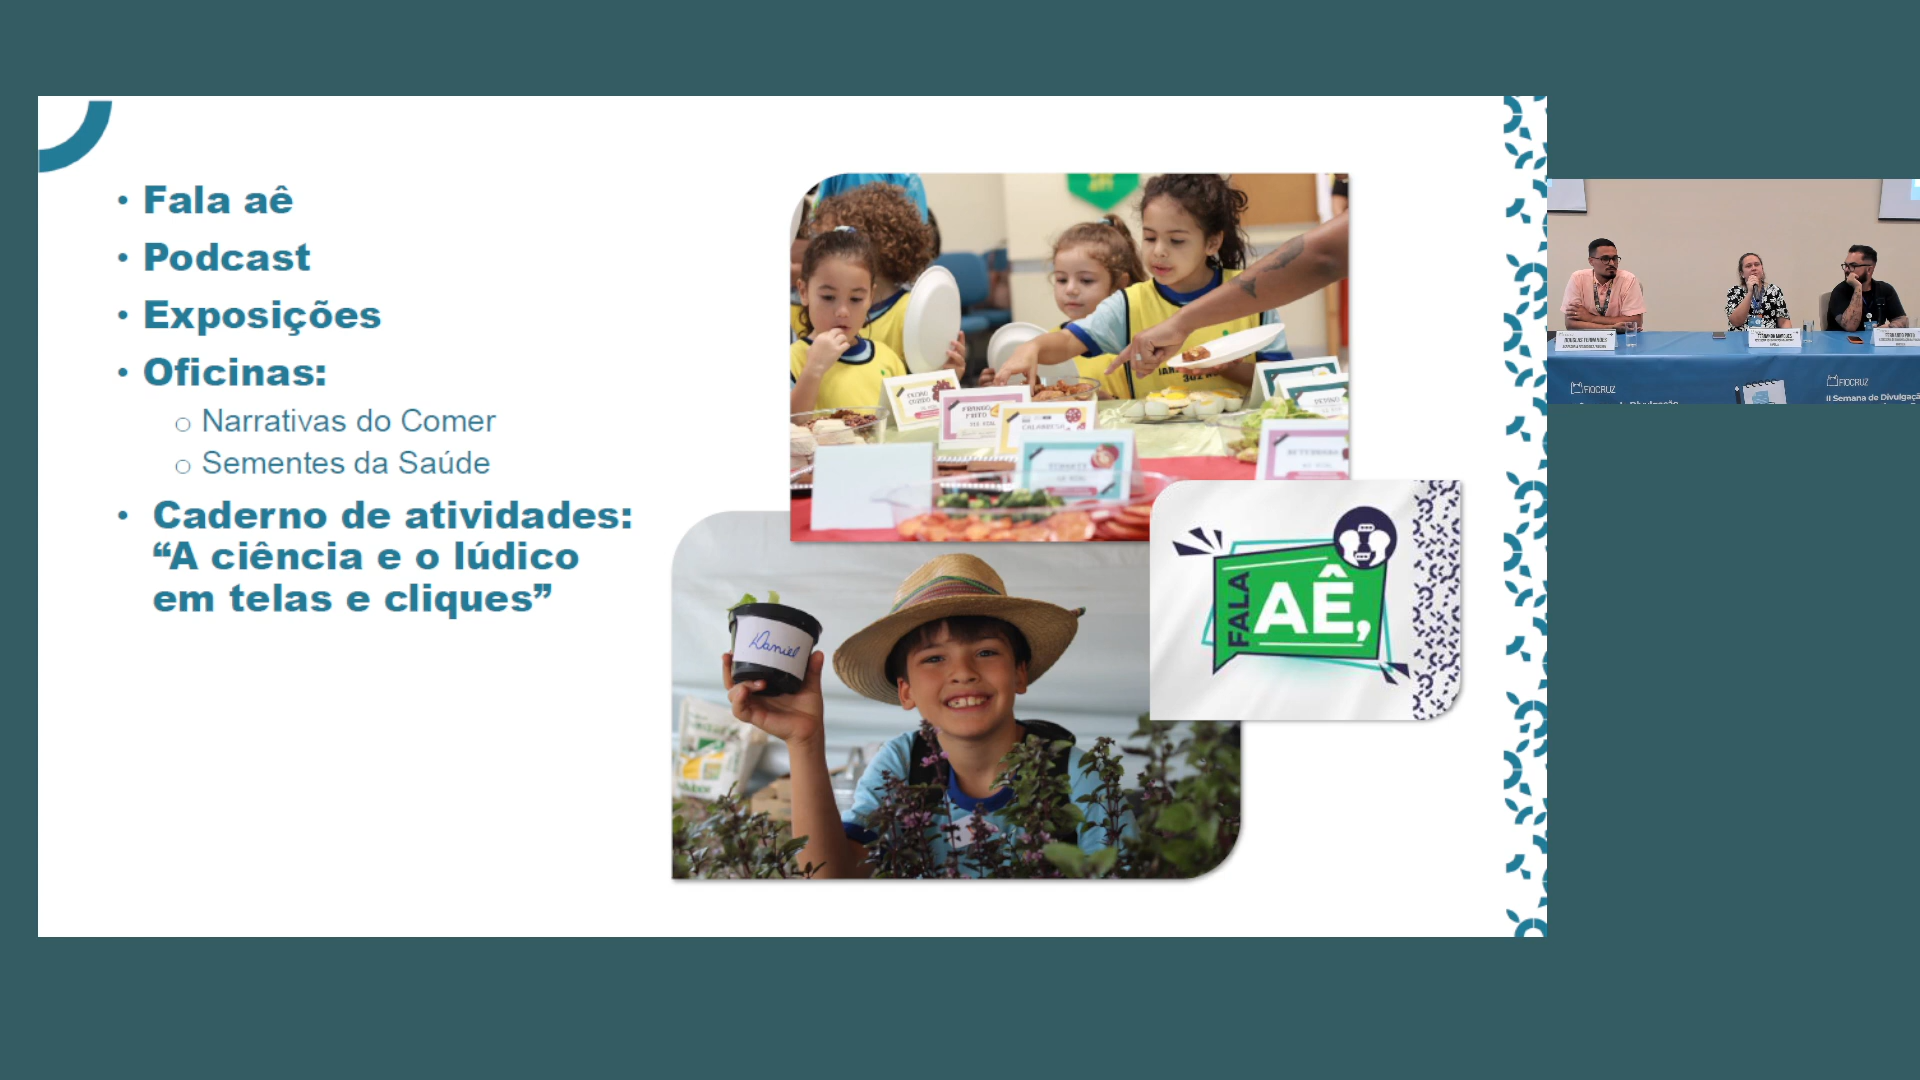 • Fala aê
• Podcast
• Exposições
• Oficinas:
○ Narrativas do Comer
○ Sementes da Saúde
• Caderno de atividades:
“A ciência e o lúdico
em telas e cliques”
Daniel
FALA
AÊ,
FIOCRUZ
FIOCRUZ
II Semana de Divulgaçã